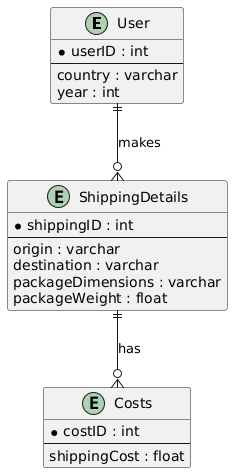 E User
* userID : int
country : varchar
year : int
makes
E ShippingDetails
* shippingID : int
origin : varchar
destination : varchar
packageDimensions : varchar
packageWeight : float
has
E Costs
* costID : int
shippingCost : float